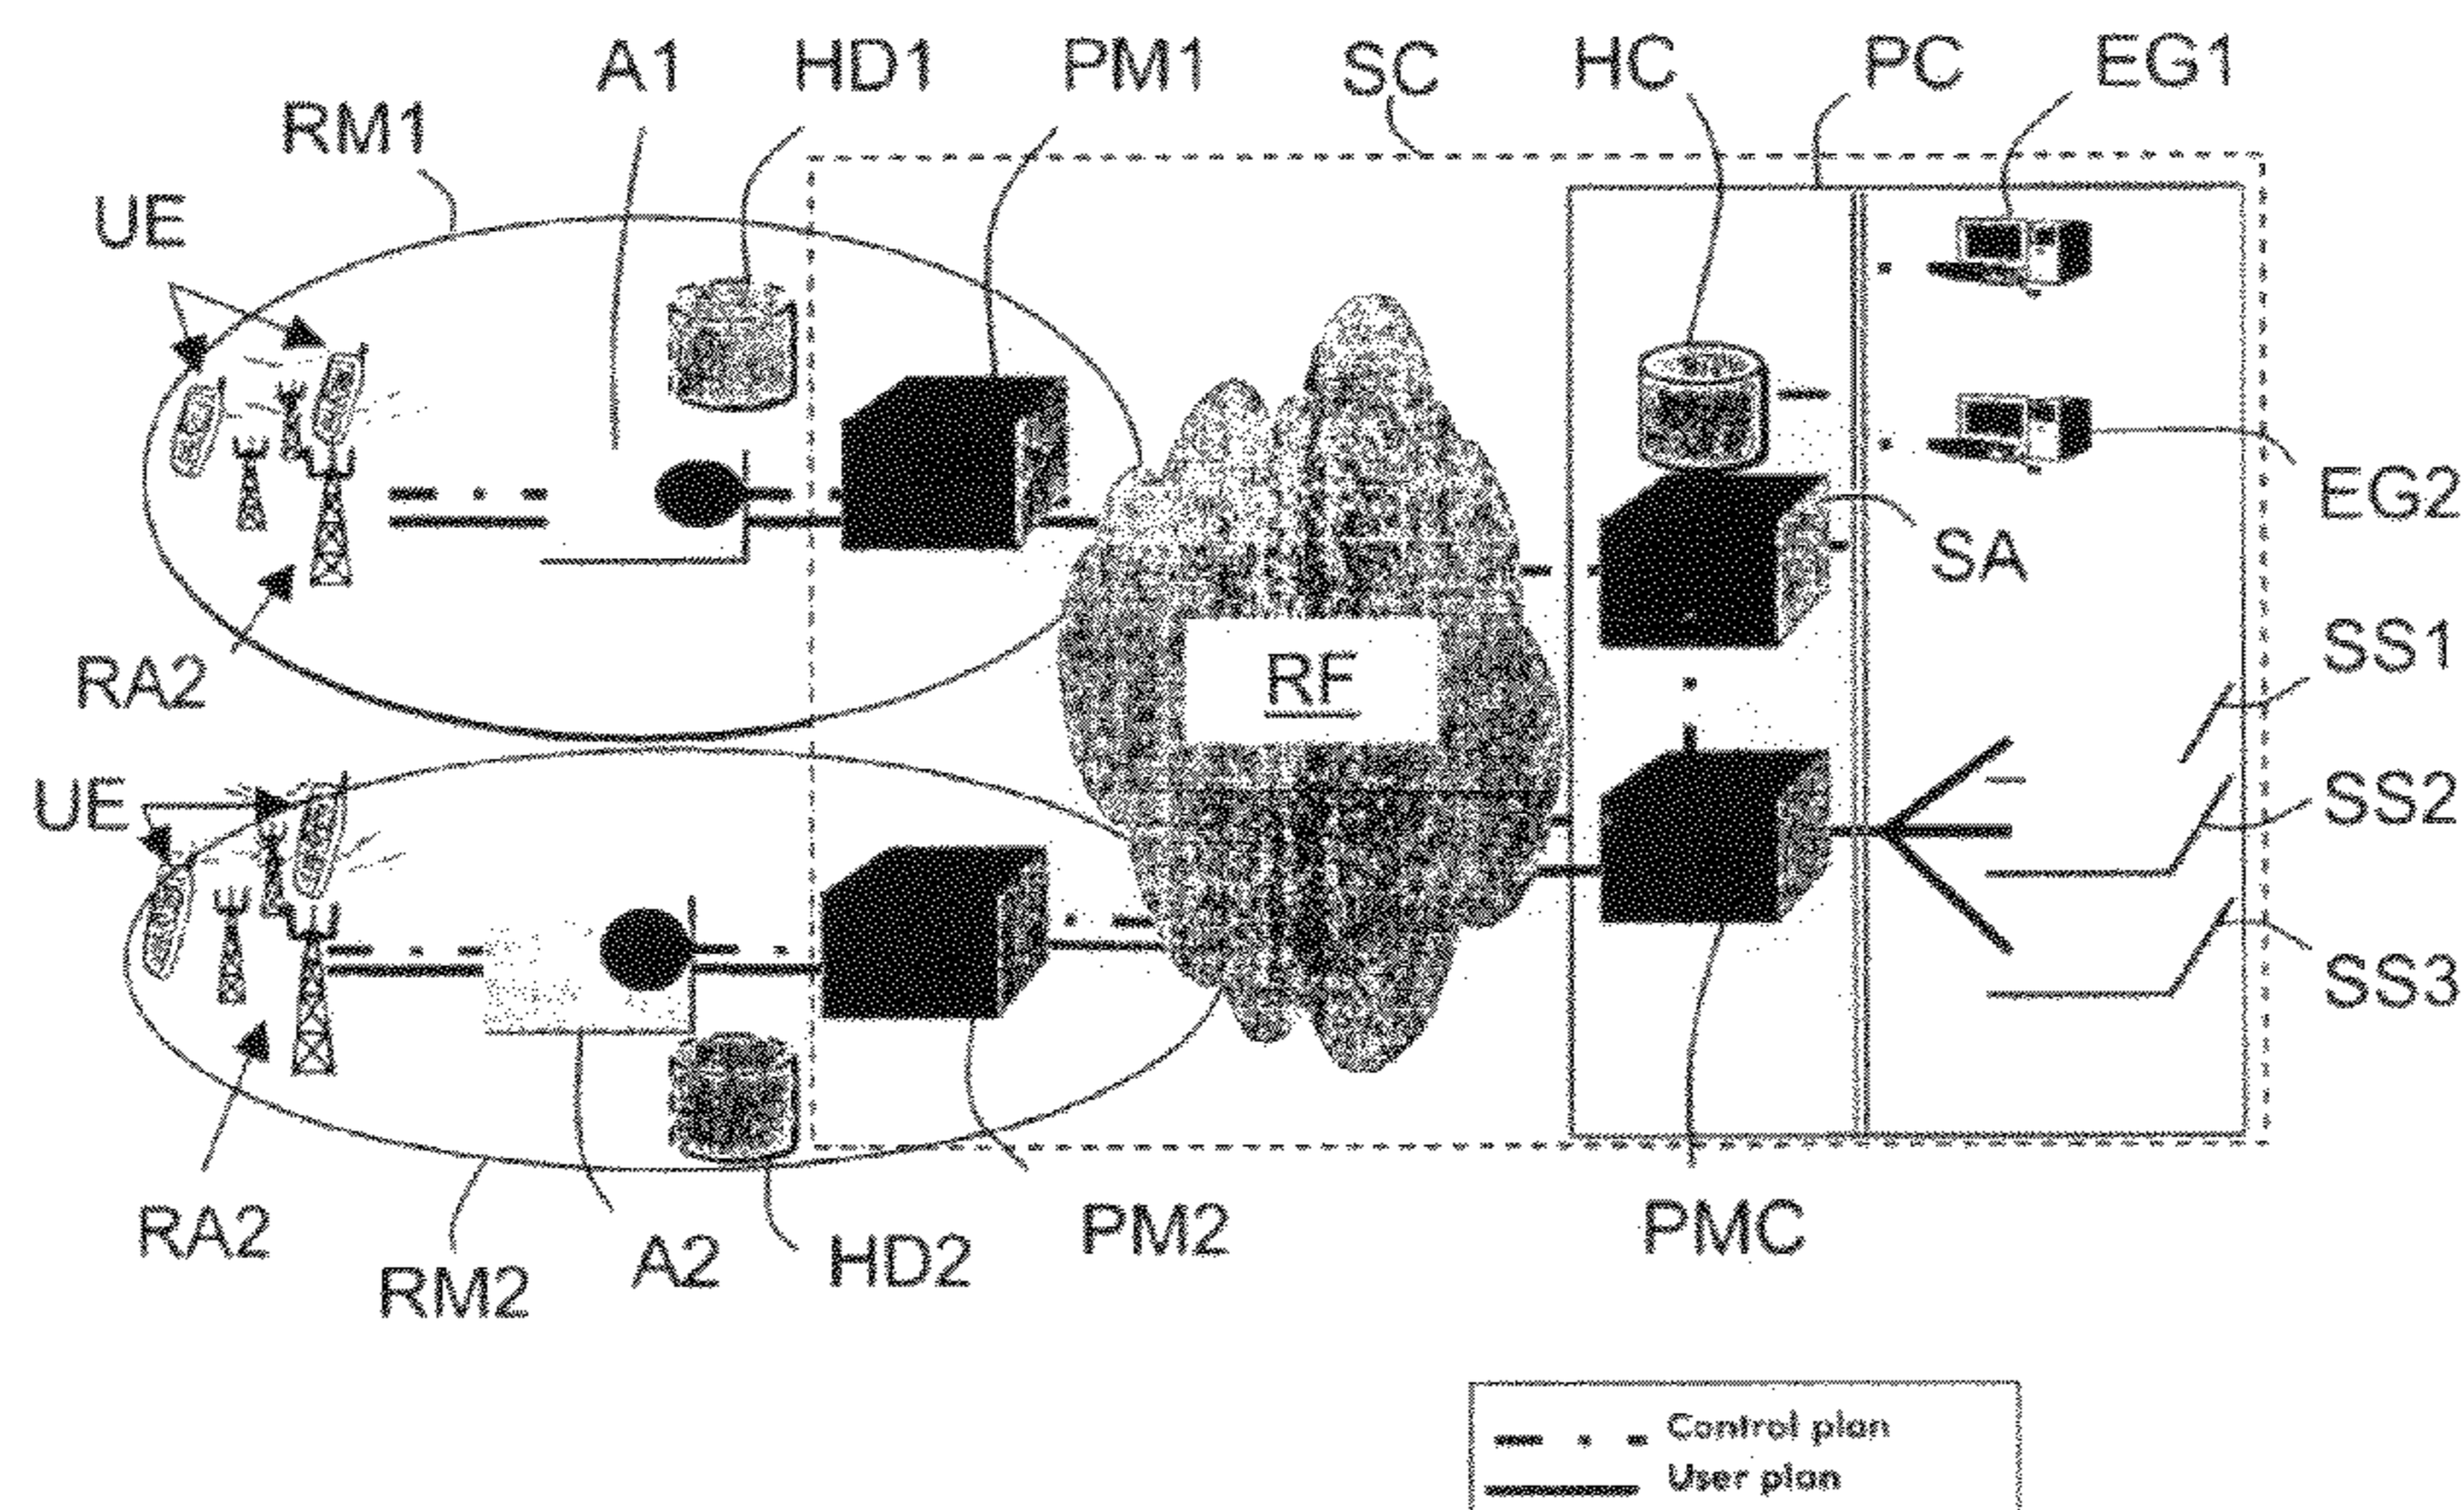 A1 HD1 PM1 SC HC PC EG1
RM1
UE
EG2
SA
SS1
RA2
RF
UE
SS2
SS3
RA2
A2 HD2 PM2 PMC
RM2
Control plan
User plan